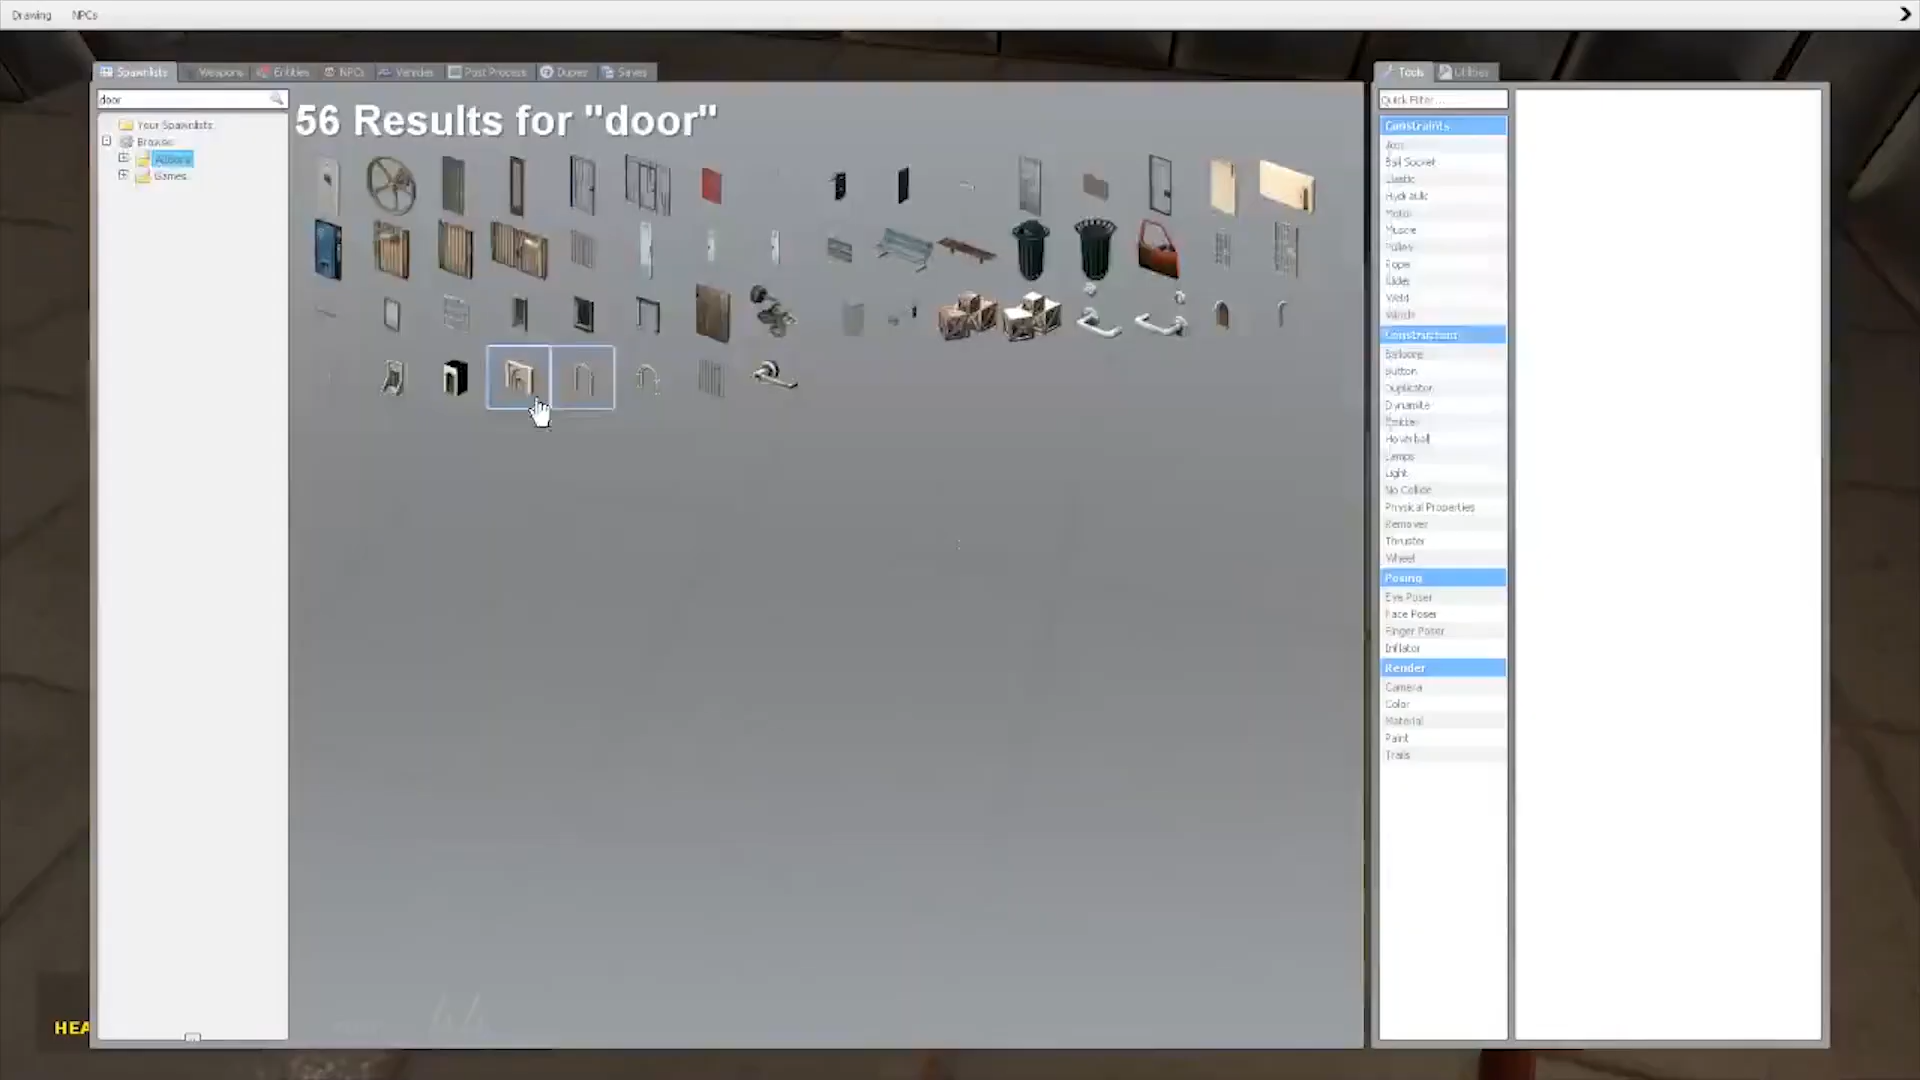 Drawing NPCs
Spawnlists Weapons Entities NPCs Vehicles Post Process Dupes Saves
Tools Utilities
door
56 Results for "door"
Your Spawnlists
Browse
Addons
Games
Quick Filter...
Constraints
Axis
Ball Socket
Elastic
Hydraulic
Motor
Muscle
Pulley
Rope
Slider
Weld
Winch
Construction
Balloons
Button
Duplicator
Dynamite
Emitter
Hoverball
Lamps
Light
No Collide
Physical Properties
Remover
Thruster
Wheel
Posing
Eye Poser
Face Poser
Finger Poser
Inflator
Render
Camera
Color
Material
Paint
Trails
HEA